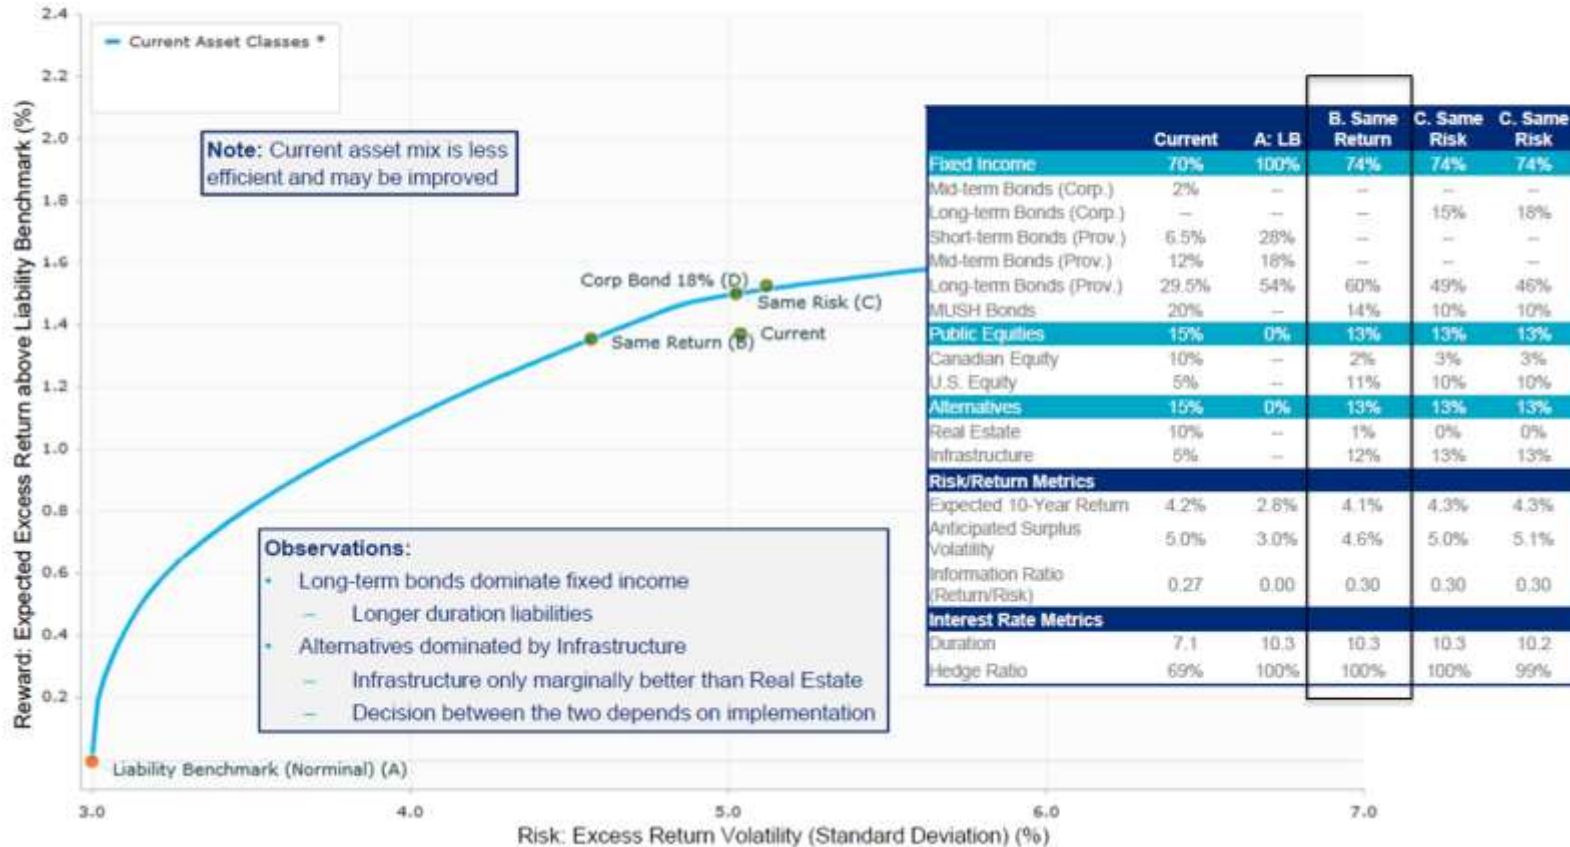 Reward: Expected Excess Return above Liability Benchmark (%)
2.4
2.2
2.0
1.8
1.6
1.4
1.2
1.0
0.8
0.6
0.4
0.2
Current Asset Classes *
Note: Current asset mix is less
efficient and may be improved
Corp Bond 18% (D)
Same Risk (C)
Same Return (B)
Current
Liability Benchmark (Norminal) (A)
Observations:
• Long-term bonds dominate fixed income
– Longer duration liabilities
• Alternatives dominated by Infrastructure
– Infrastructure only marginally better than Real Estate
– Decision between the two depends on implementation
3.0 4.0 5.0 6.0 7.0
Risk: Excess Return Volatility (Standard Deviation) (%)
B. Same C. Same C. Same
Current A: LB Return Risk Risk
Fixed Income 70% 100% 74% 74% 74%
Mid-term Bonds (Corp.) 2% -- -- -- --
Long-term Bonds (Corp.) -- -- -- 15% 18%
Short-term Bonds (Prov.) 6.5% 28% -- -- --
Mid-term Bonds (Prov.) 12% 18% -- -- --
Long-term Bonds (Prov.) 29.5% 54% 60% 49% 46%
MUSH Bonds 20% -- 14% 10% 10%
Public Equities 15% 0% 13% 13% 13%
Canadian Equity 10% -- 2% 3% 3%
U.S. Equity 5% -- 11% 10% 10%
Alternatives 15% 0% 13% 13% 13%
Real Estate 10% -- 1% 0% 0%
Infrastructure 5% -- 12% 13% 13%
Risk/Return Metrics
Expected 10-Year Return 4.2% 2.8% 4.1% 4.3% 4.3%
Anticipated Surplus
Volatility 5.0% 3.0% 4.6% 5.0% 5.1%
Information Ratio
(Return/Risk) 0.27 0.00 0.30 0.30 0.30
Interest Rate Metrics
Duration 7.1 10.3 10.3 10.3 10.2
Hedge Ratio 69% 100% 100% 100% 99%